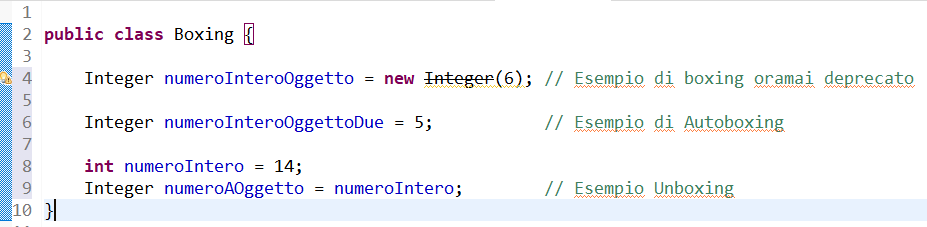 1
2 public class Boxing {
3
4 Integer numeroInteroOggetto = new Integer(6); // Esempio di boxing oramai deprecato
5
6 Integer numeroInteroOggettoDue = 5; // Esempio di Autoboxing
7
8 int numeroIntero = 14;
9 Integer numeroAOggetto = numeroIntero; // Esempio Unboxing
10 }